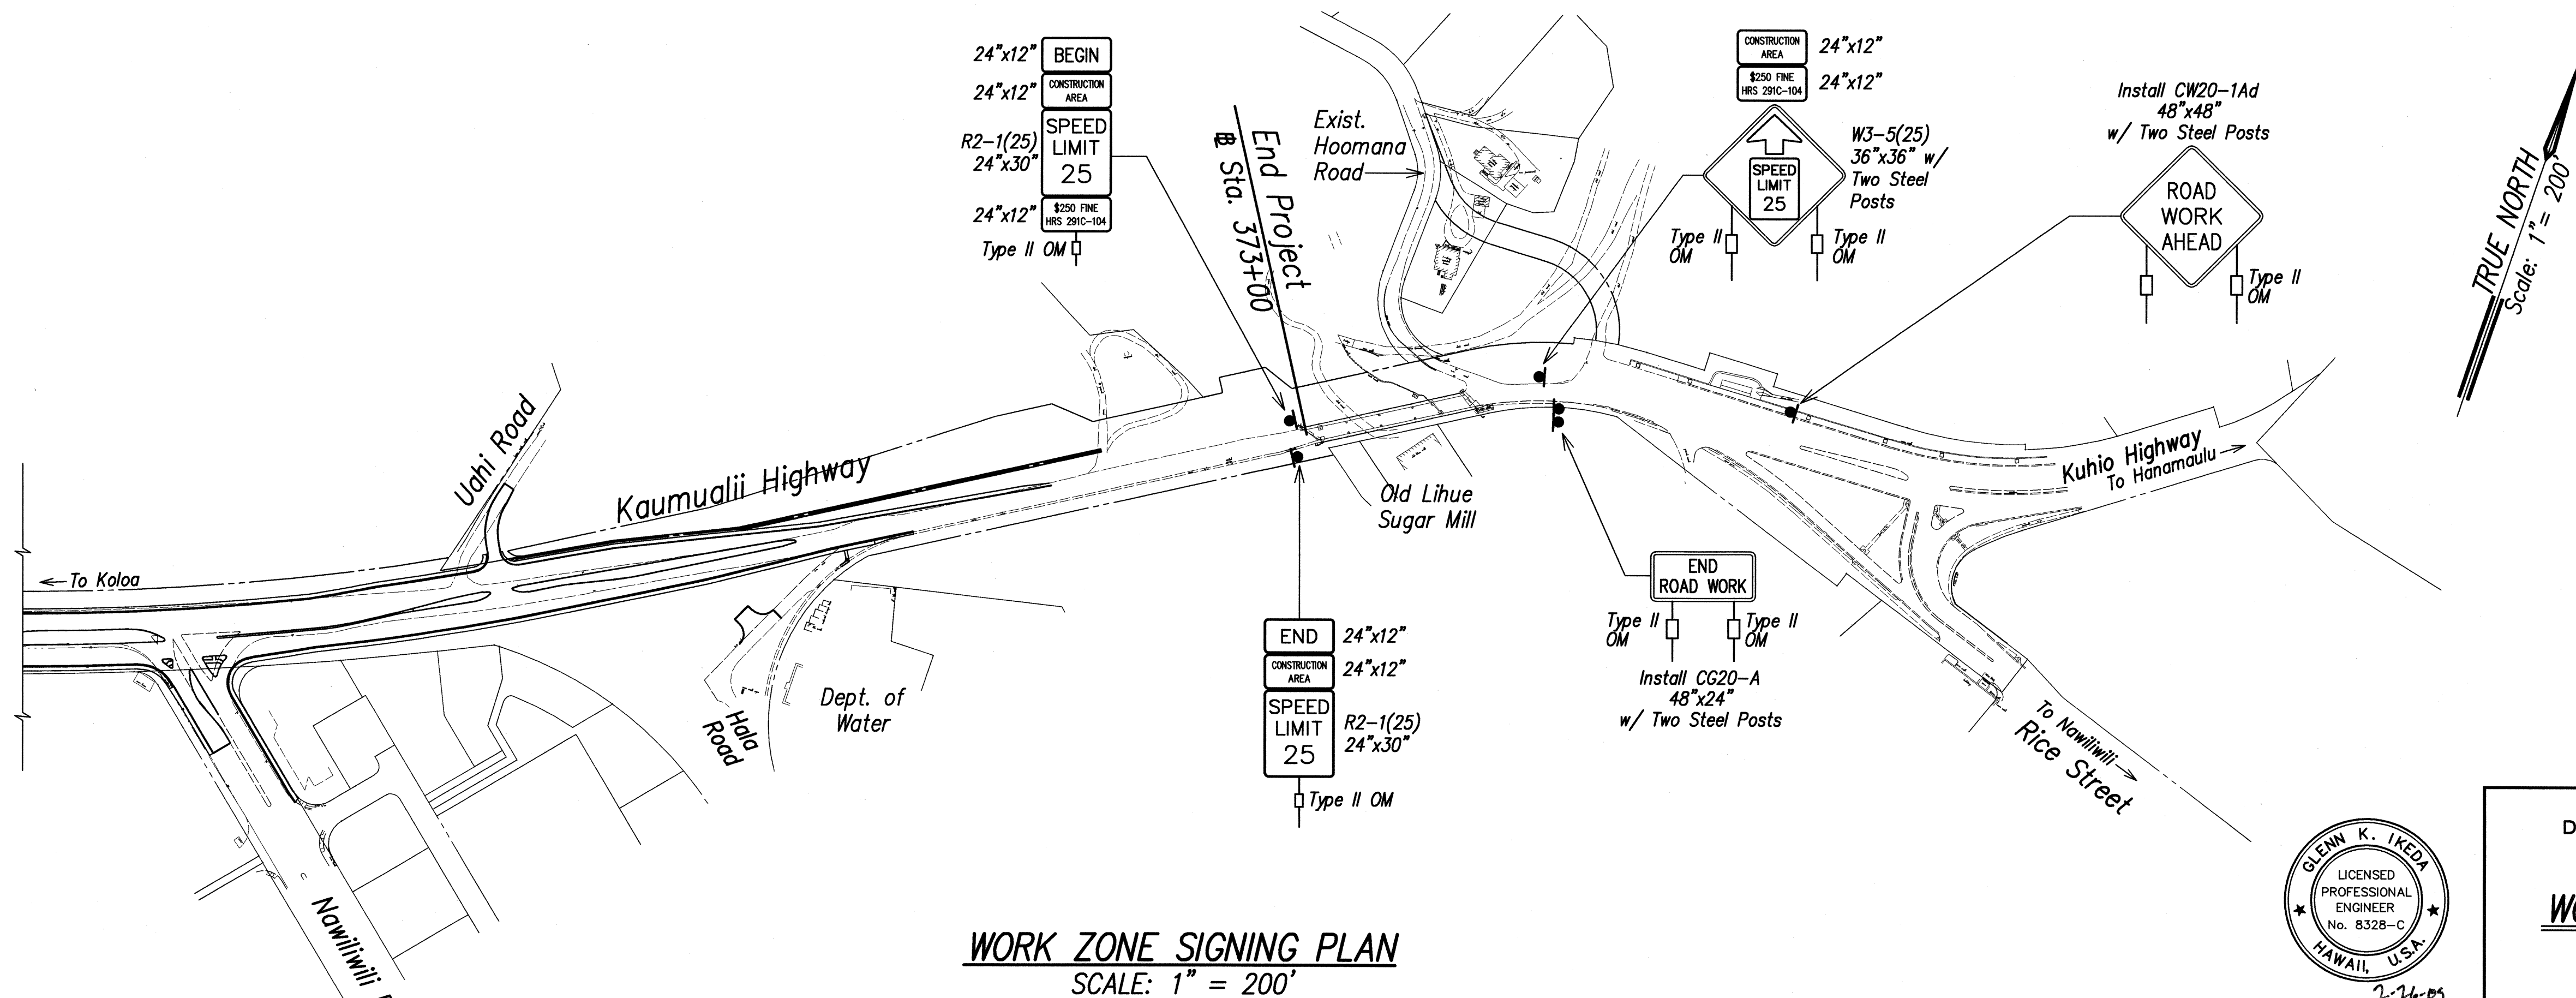 24"x12"
BEGIN
24"x12"
CONSTRUCTION
AREA
R2-1(25)
24"x30"
SPEED
LIMIT
25
24"x12"
$250 FINE
HRS 291C-104
Type II OM
End Project
Sta. 373+00
Exist.
Hoomana
Road
CONSTRUCTION
AREA
24"x12"
$250 FINE
HRS 291C-104
24"x12"
SPEED
LIMIT
25
W3-5(25)
36"x36" w/
Two Steel
Posts
Type II
OM
Type II
OM
Install CW20-1Ad
48"x48"
w/ Two Steel Posts
ROAD
WORK
AHEAD
Type II
OM
TRUE NORTH
Scale: 1"= 200'
Uahi Road
Kaumualii Highway
To Koloa
Old Lihue
Sugar Mill
Kuhio Highway
To Hanamaulu
Hala
Road
Dept. of
Water
END
24"x12"
CONSTRUCTION
AREA
24"x12"
SPEED
LIMIT
25
R2-1(25)
24"x30"
Type II OM
END
ROAD WORK
Type II
OM
Type II
OM
Install CG20-A
48"x24"
w/ Two Steel Posts
To Nawiliwili
Rice Street
Nawiliwili
WORK ZONE SIGNING PLAN
SCALE: 1" = 200'
GLENN K. IKEDA
LICENSED
PROFESSIONAL
ENGINEER
No. 8328-C
HAWAII, U.S.A.
D